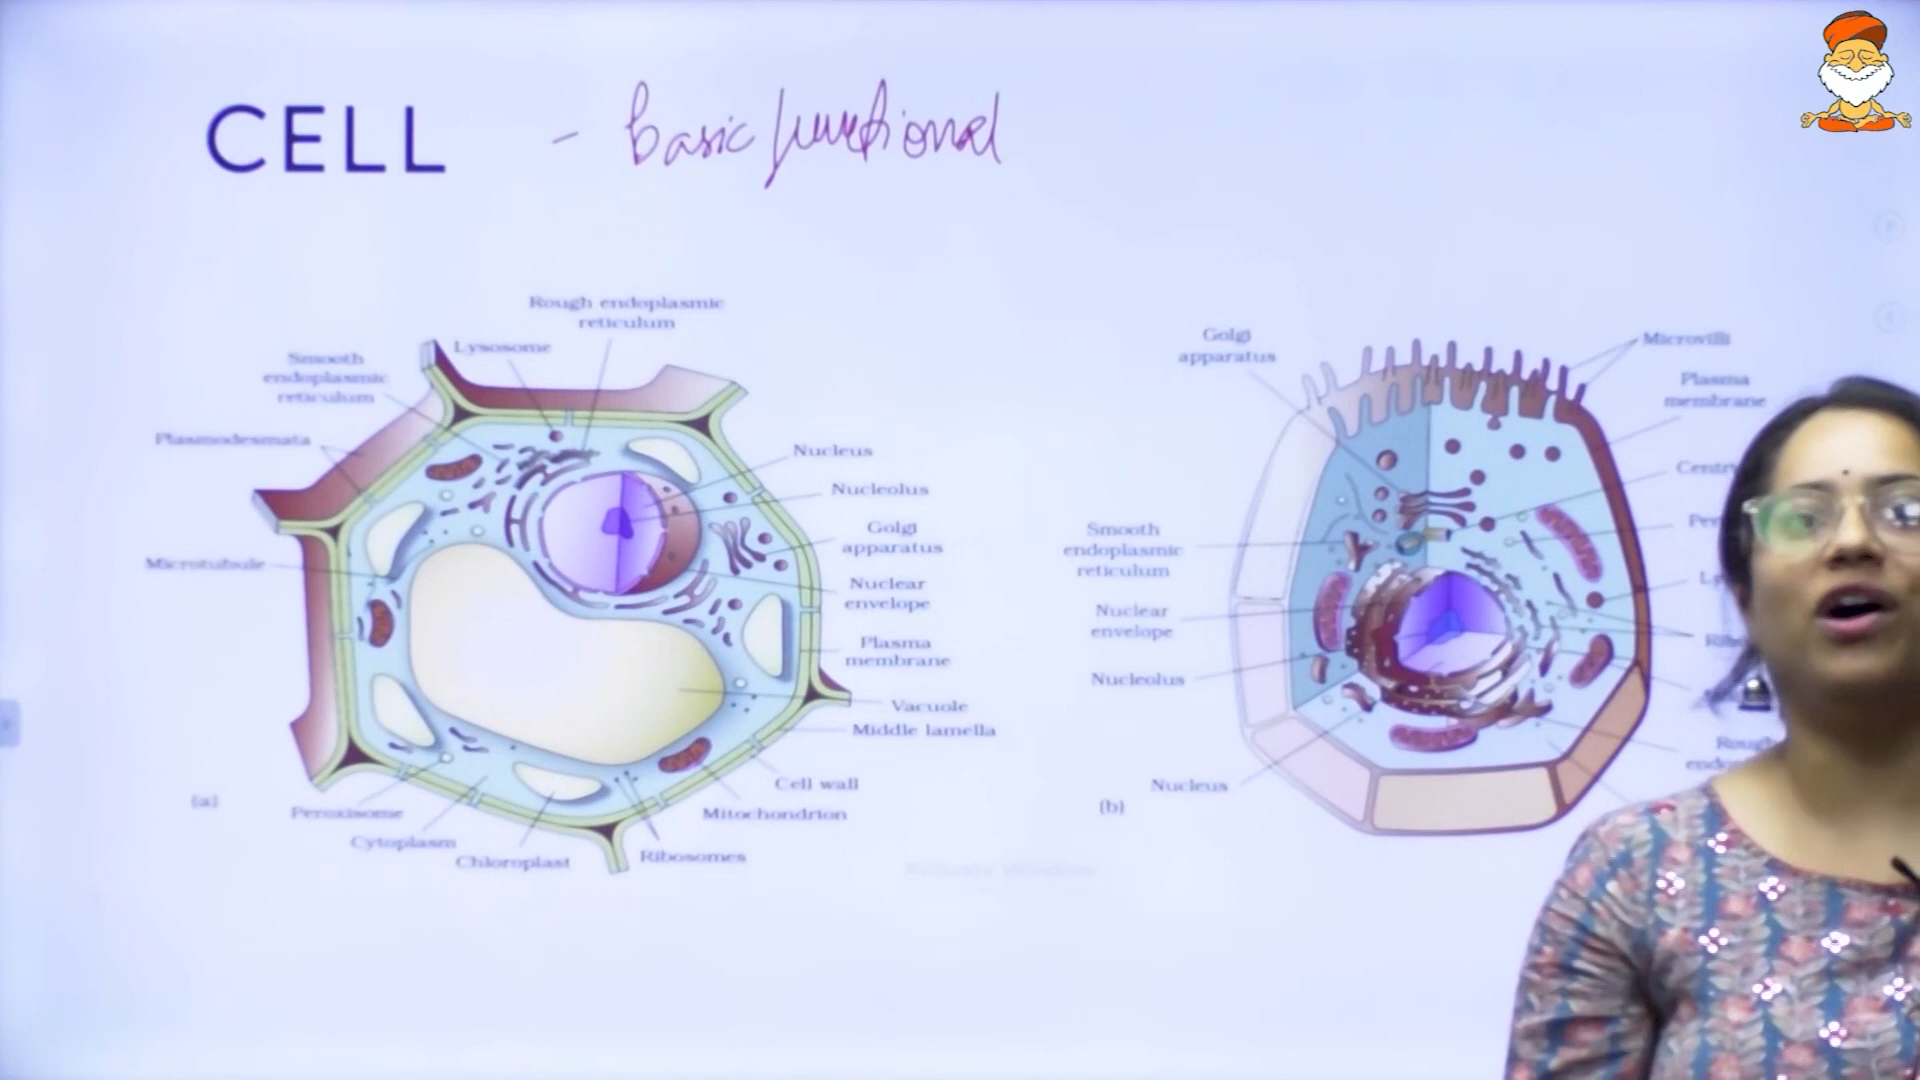 CELL - basic functional
Rough endoplasmic
reticulum
Lysosome
Smooth
endoplasmic
reticulum
Plasmodesmata
Microtubule
Nucleus
Nucleolus
Golgi
apparatus
Nuclear
envelope
Plasma
membrane
Vacuole
Middle lamella
Cell wall
Mitochondrion
Ribosomes
Chloroplast
Cytoplasm
Peroxisome
(a)
Golgi
apparatus
Microvilli
Plasma
membrane
Smooth
endoplasmic
reticulum
Nuclear
envelope
Nucleolus
Nucleus
(b)
Rough